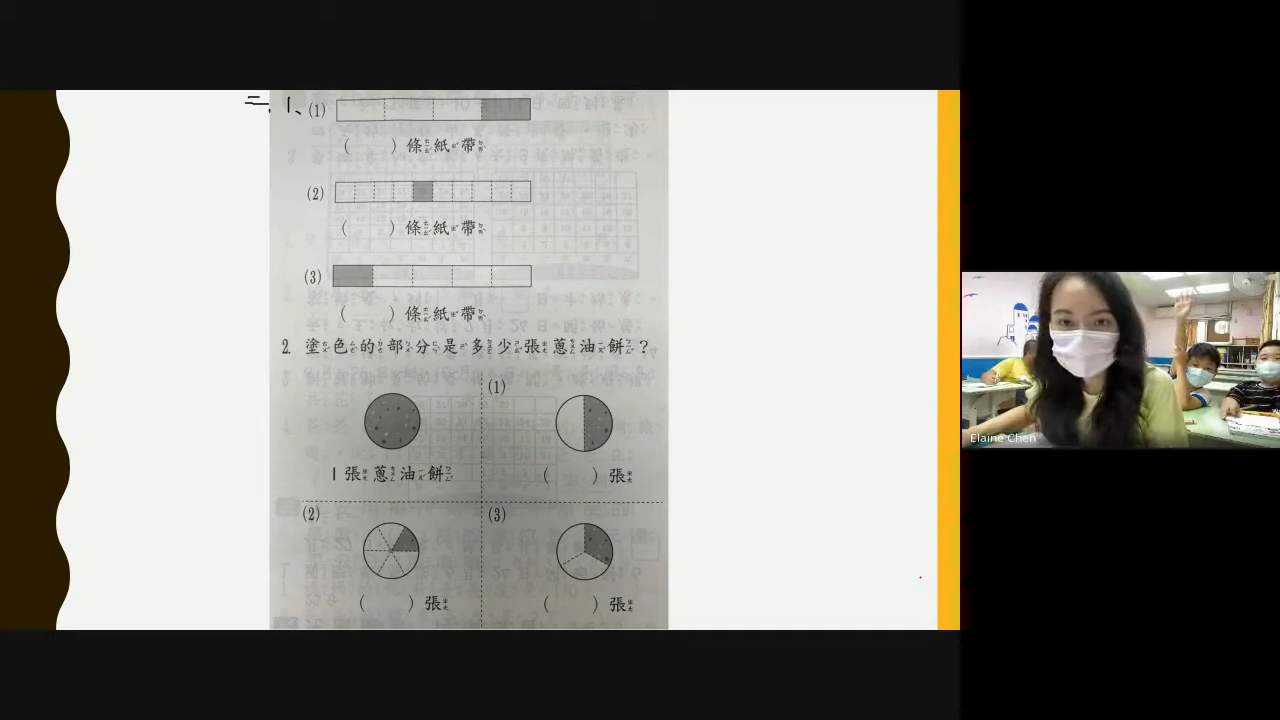 二、1、(1)
( )條紙帶
(2)
( )條紙帶
(3)
( )條紙帶
2. 塗色的部分是多少張蔥油餅?
1張蔥油餅
(1)
( )張
(2)
( )張
(3)
( )張
Elaine Chen